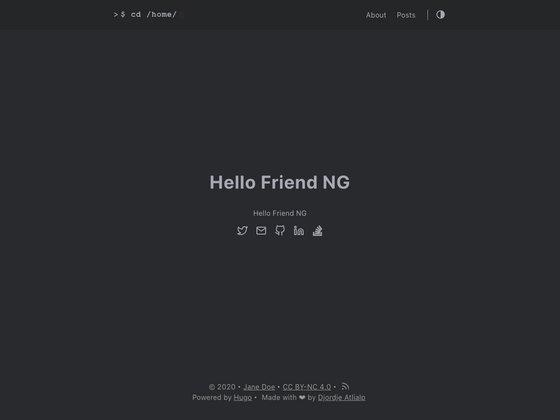 >$ cd /home/
About Posts
Hello Friend NG
Hello Friend NG
© 2020 • Jane Doe • CC BY-NC 4.0 •
Powered by Hugo • Made with ❤ by Djordje Atlialp